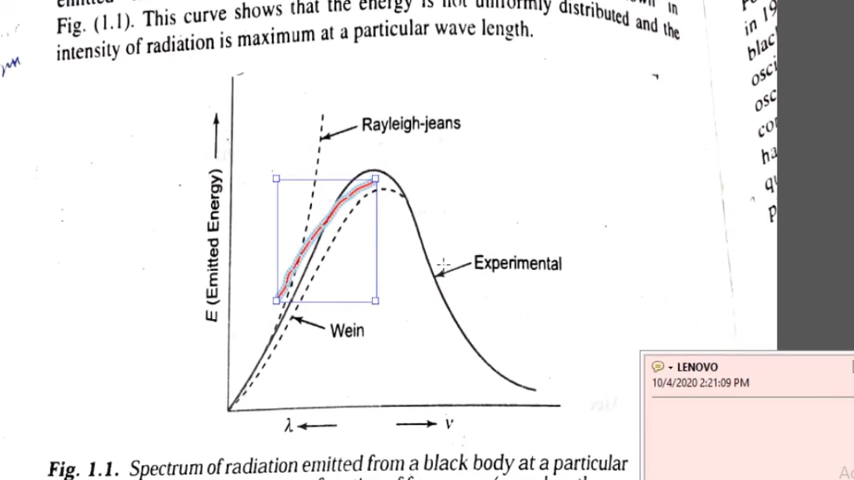 Fig. (1.1). This curve shows that the energy is not uniformly distributed and the
intensity of radiation is maximum at a particular wave length.
in
in 19
blac
osci
osc
co
ha
q
p
Rayleigh-jeans
E (Emitted Energy)
Experimental
Wein
λ
ν
LENOVO
10/4/2020 2:21:09 PM
Fig. 1.1. Spectrum of radiation emitted from a black body at a particular